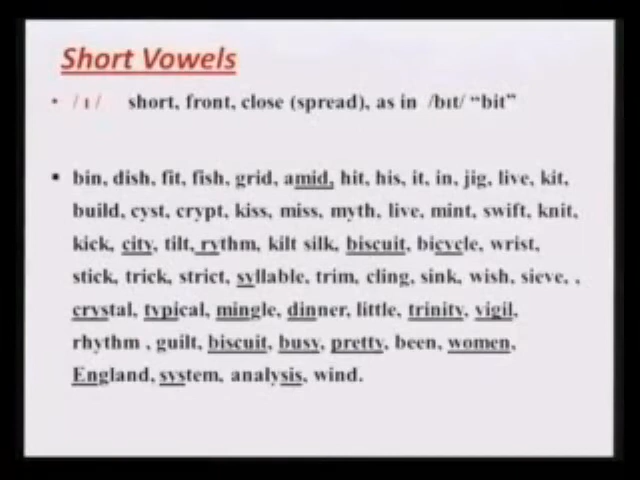 Short Vowels
• / ɪ / short, front, close (spread), as in /bɪt/ “bit”
• bin, dish, fit, fish, grid, amid, hit, his, it, in, jig, live, kit,
build, cyst, crypt, kiss, miss, myth, live, mint, swift, knit,
kick, city, tilt, rythm, kilt silk, biscuit, bicycle, wrist,
stick, trick, strict, syllable, trim, cling, sink, wish, sieve, ,
crystal, typical, mingle, dinner, little, trinity, vigil,
rhythm , guilt, biscuit, busy, pretty, been, women,
England, system, analysis, wind.